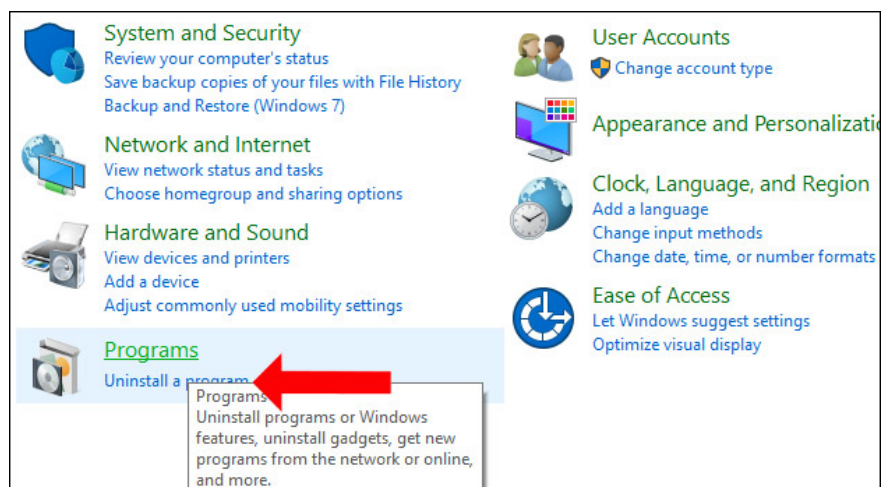 System and Security
Review your computer's status
Save backup copies of your files with File History
Backup and Restore (Windows 7)
Network and Internet
View network status and tasks
Choose homegroup and sharing options
Hardware and Sound
View devices and printers
Add a device
Adjust commonly used mobility settings
Programs
Uninstall a program
Programs
Uninstall programs or Windows
features, uninstall gadgets, get new
programs from the network or online,
and more.
User Accounts
Change account type
Appearance and Personalizatio
Clock, Language, and Region
Add a language
Change input methods
Change date, time, or number formats
Ease of Access
Let Windows suggest settings
Optimize visual display